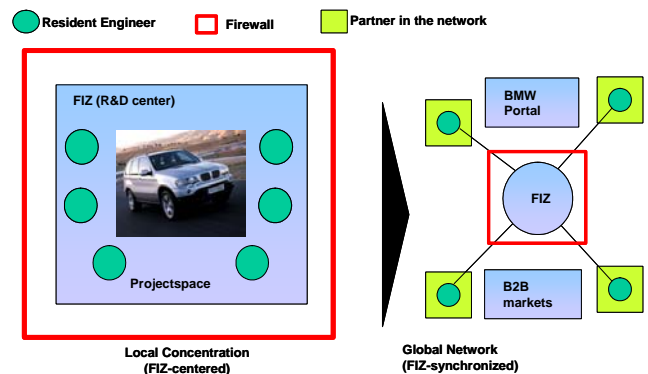 Resident Engineer
Firewall
Partner in the network
FIZ (R&D center)
Projectspace
Local Concentration
(FIZ-centered)
BMW
Portal
FIZ
B2B
markets
Global Network
(FIZ-synchronized)